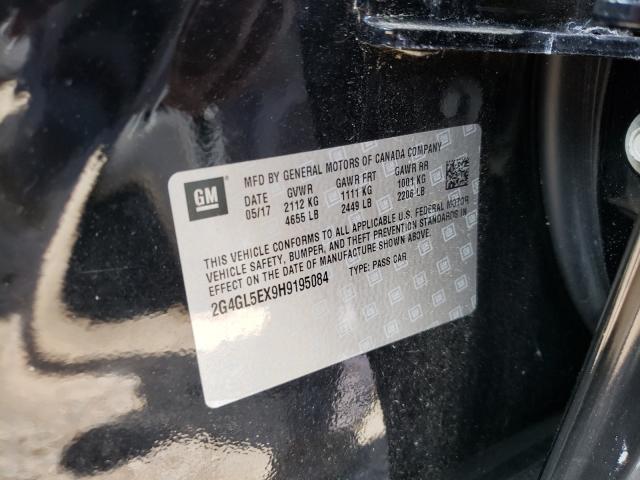 GM
MFD BY GENERAL MOTORS OF CANADA COMPANY
DATE GVWR GAWR FRT GAWR RR
05/17 2112 KG 1111 KG 1001 KG
4655 LB 2449 LB 2206 LB
THIS VEHICLE CONFORMS TO ALL APPLICABLE U.S. FEDERAL MOTOR
VEHICLE SAFETY, BUMPER, AND THEFT PREVENTION STANDARDS IN
EFFECT ON THE DATE OF MANUFACTURE SHOWN ABOVE.
2G4GL5EX9H9195084 TYPE: PASS CAR